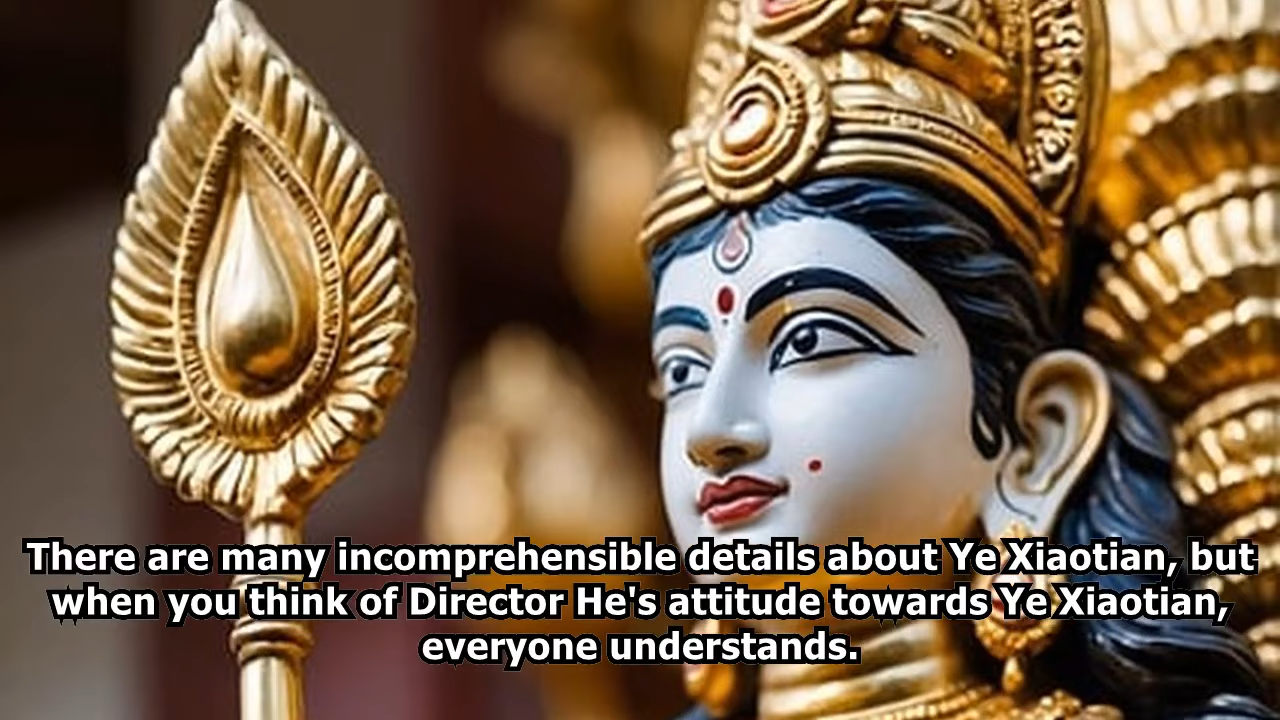 There are many incomprehensible details about Ye Xiaotian, but
when you think of Director He's attitude towards Ye Xiaotian,
everyone understands.